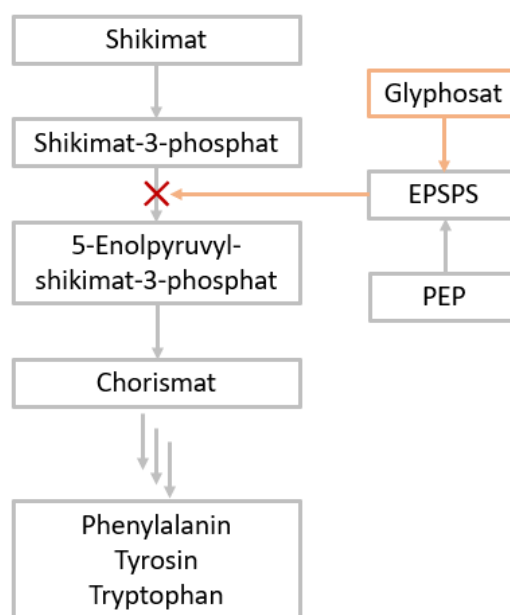 Shikimat
Glyphosat
Shikimat-3-phosphat
EPSPS
5-Enolpyruvyl-
shikimat-3-phosphat
PEP
Chorismat
Phenylalanin
Tyrosin
Tryptophan